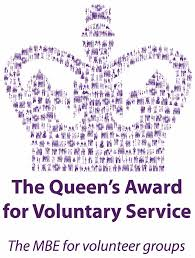 The Queen's Award
for Voluntary Service
The MBE for volunteer groups